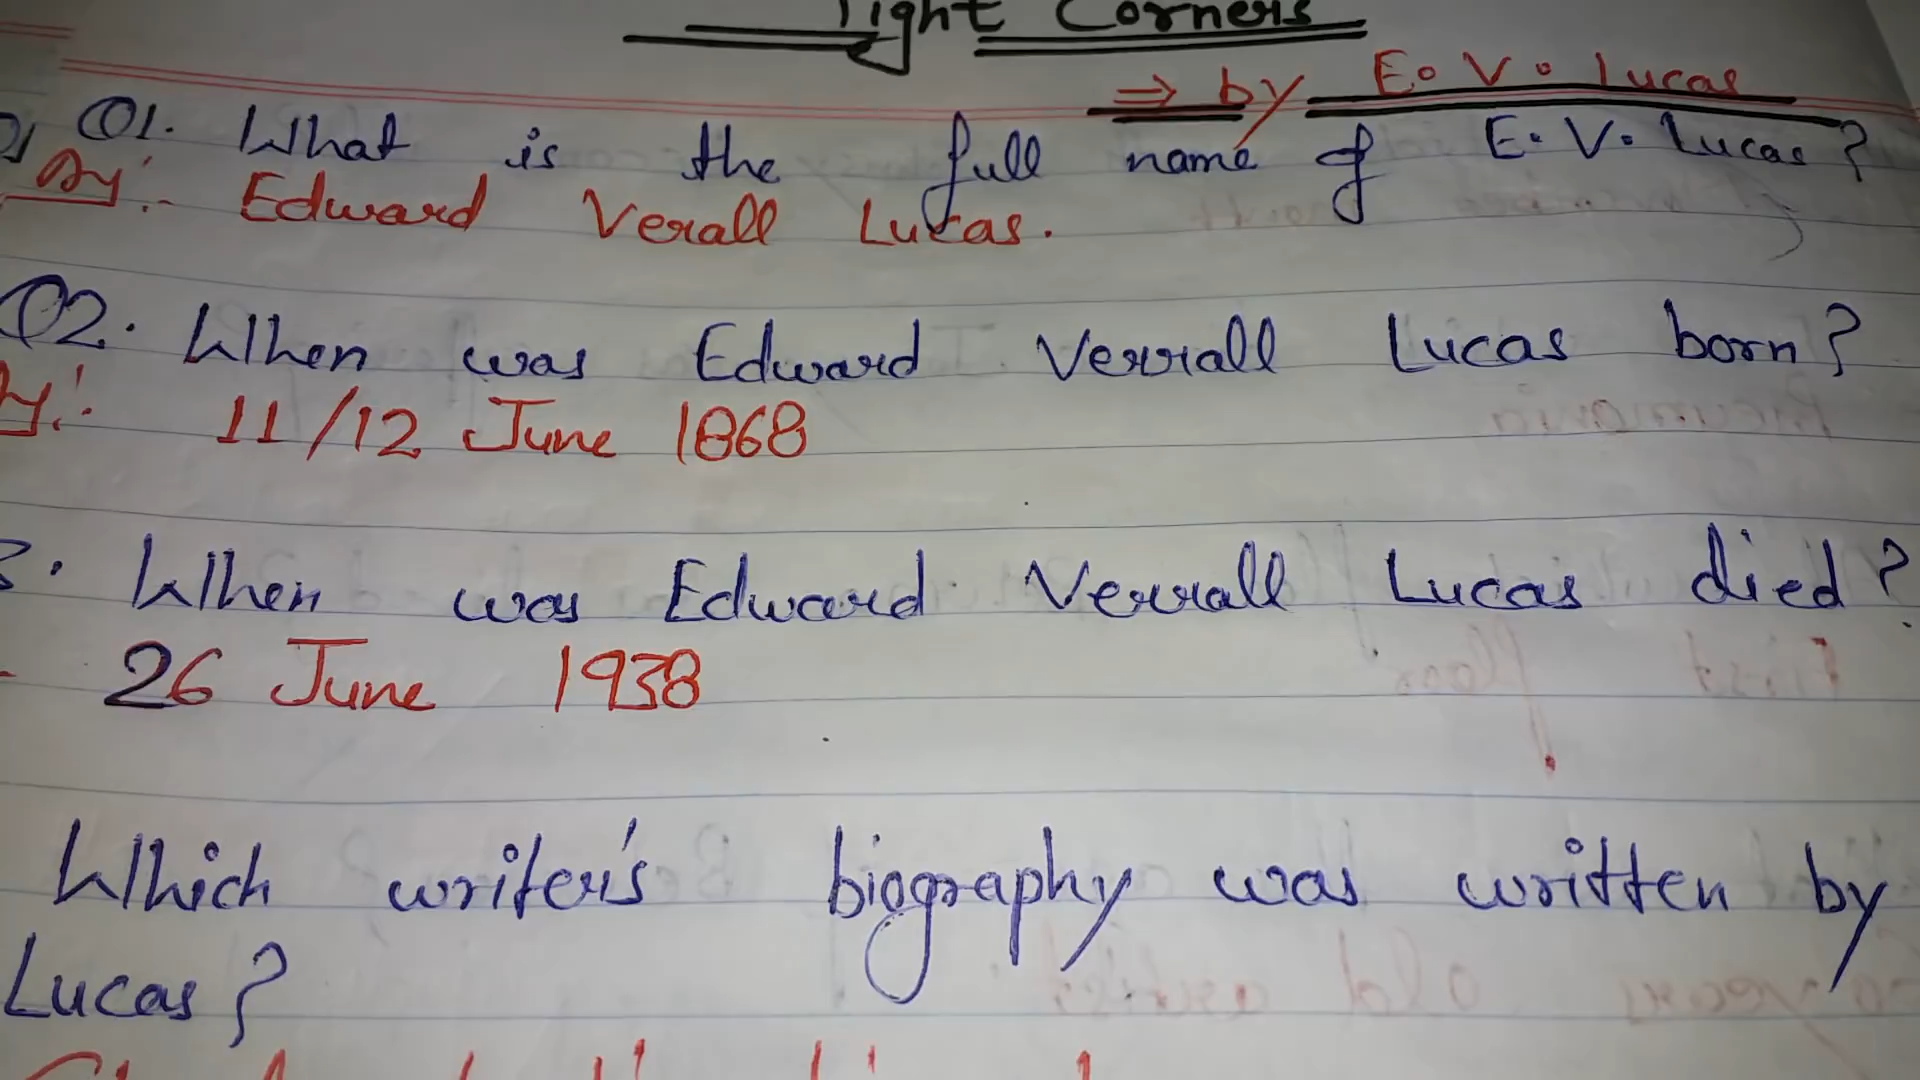 Tight Corners
⇒ by E. V. Lucas
Q1. What is the full name of E. V. Lucas?
Edward Verall Lucas.
Q2. When was Edward Verrall Lucas born?
11/12 June 1868
3. When was Edward Verrall Lucas died?
26 June 1938
Which writer's biography was written by
Lucas?